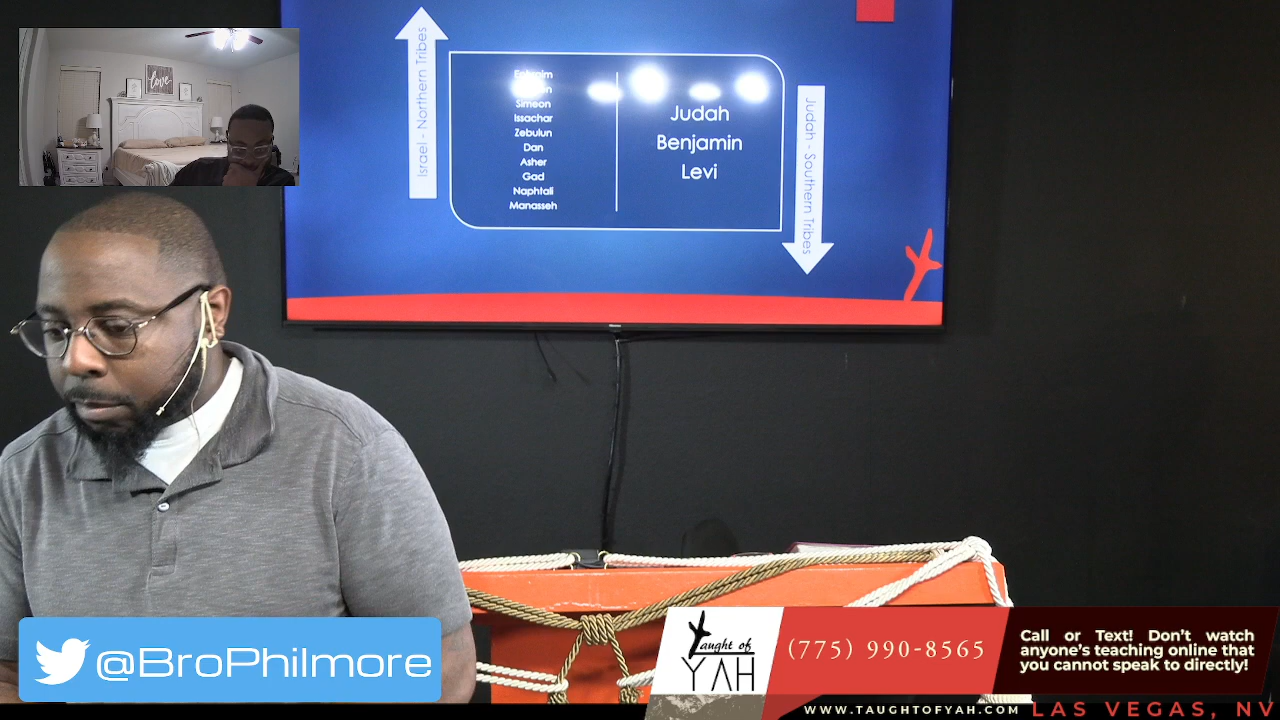 love
Israel - Northern Tribes
Simeon
Issachar
Zebulun
Dan
Asher
Gad
Naphtali
Manasseh
Judah
Benjamin
Levi
Judah - Southern Tribes
@BroPhilmore
Taught of
YAH
(775) 990-8565
Call or Text! Don't watch
anyone's teaching online that
you cannot speak to directly!
WWW.TAUGHTOFYAH.COM
LAS VEGAS, NV